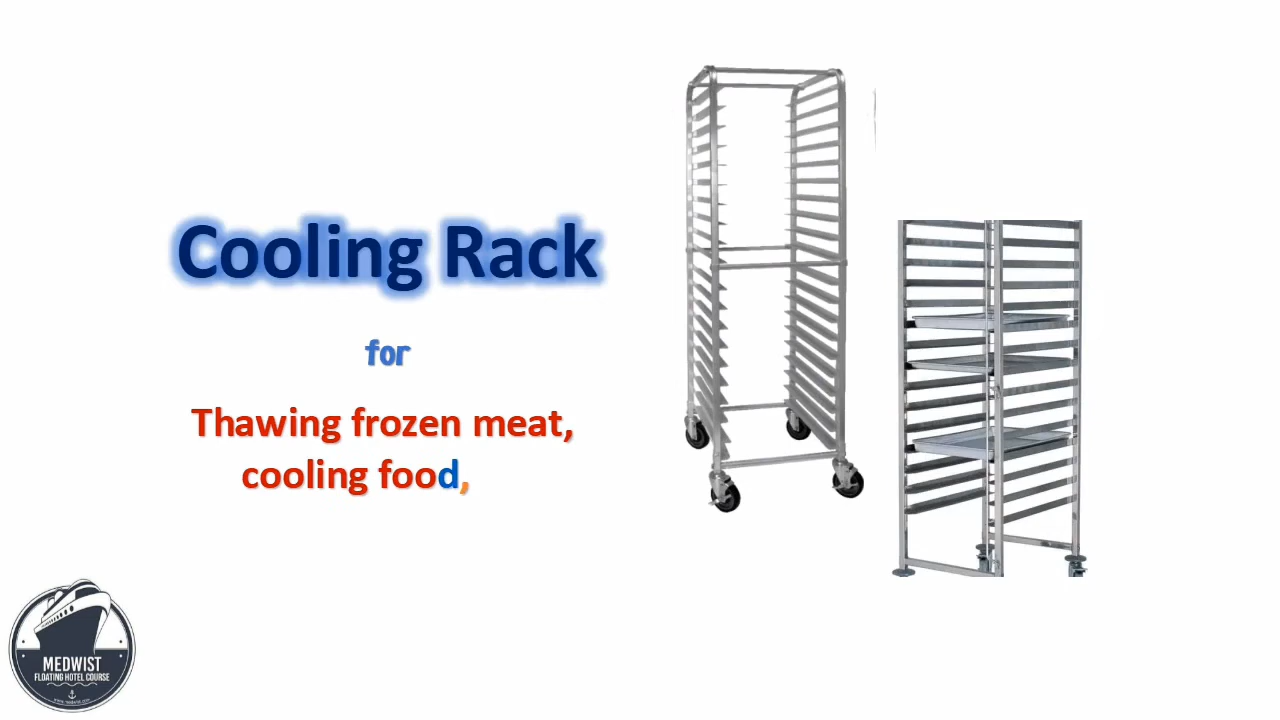 Cooling Rack
for
Thawing frozen meat,
cooling food,
MEDWIST
FLOATING HOTEL COURSE